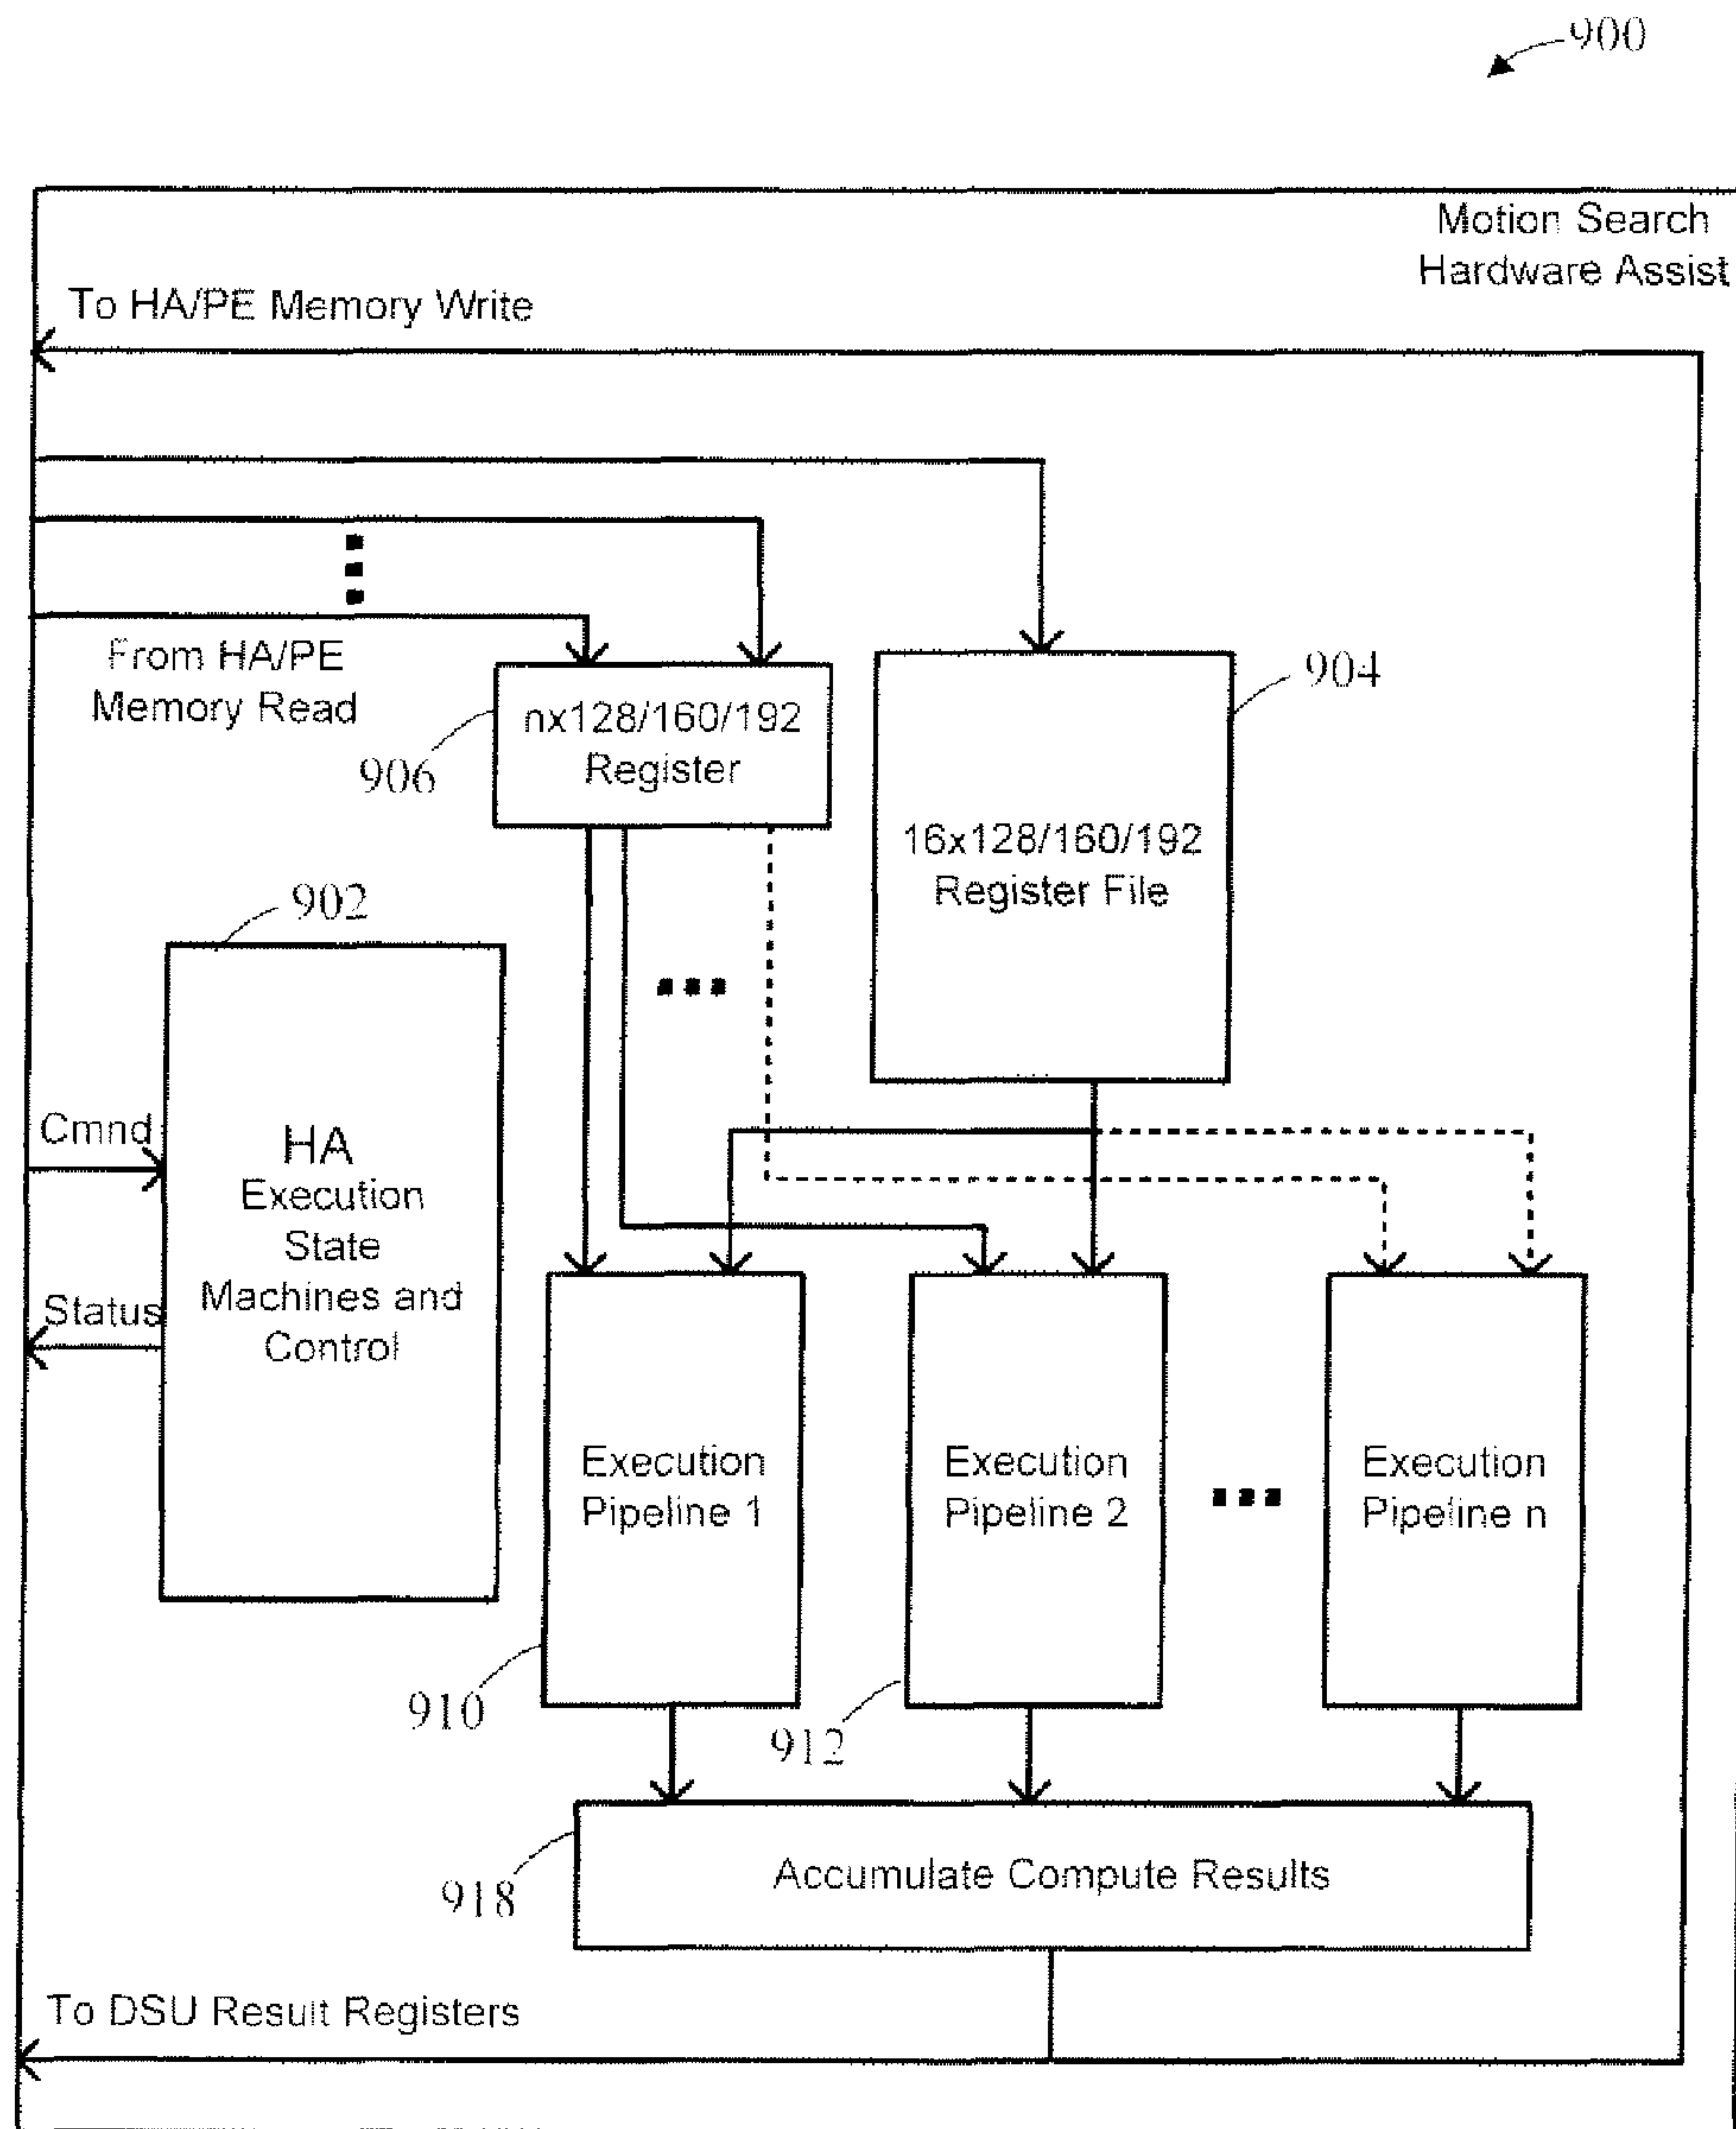 900
Motion Search
Hardware Assist
To HA/PE Memory Write
From HA/PE
Memory Read
906
nx128/160/192
Register
904
16x128/160/192
Register File
902
Cmnd
HA
Execution
State
Machines and
Control
Status
Execution
Pipeline 1
Execution
Pipeline 2
Execution
Pipeline n
910
912
918
Accumulate Compute Results
To DSU Result Registers